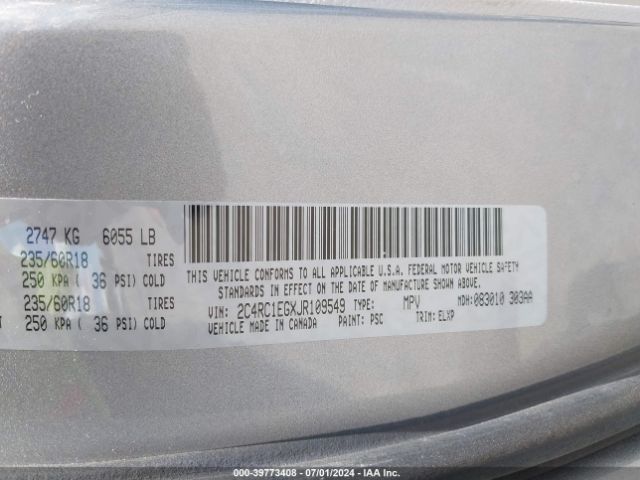 2747 KG 6055 LB
235/60R18 TIRES
250 KPA ( 36 PSI) COLD
235/60R18 TIRES
250 KPA ( 36 PSI) COLD
THIS VEHICLE CONFORMS TO ALL APPLICABLE U.S.A. FEDERAL MOTOR VEHICLE SAFETY
STANDARDS IN EFFECT ON THE DATE OF MANUFACTURE SHOWN ABOVE.
VIN: 2C4RC1EGXJR109549 TYPE: MPV MDH: 083010 303AA
VEHICLE MADE IN CANADA PAINT: PSC TRIM: ELXP
07000-39773408 | 07/01/2024 | IAA Inc.